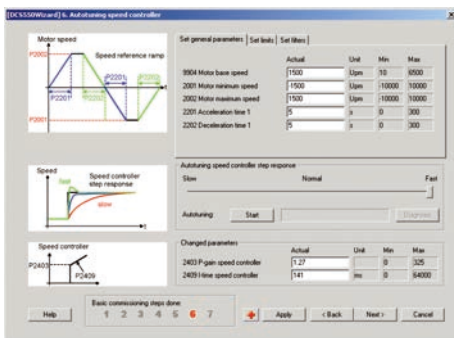 [DCS550Wizard] 6. Autotuning speed controller
Motor speed
Speed reference ramp
P2002
P2201
P2202
P2201
P2202
P2001
t
Set general parameters Set limits Set filters
Actual Unit Min Max
9904 Motor base speed 1500 Upm 10 6500
2001 Motor minimum speed -1500 Upm -10000 10000
2002 Motor maximum speed 1500 Upm -10000 10000
2201 Acceleration time 1 5 s 0 300
2202 Deceleration time 1 5 s 0 300
Speed
fast
Speed controller
step response
slow
t
Autotuning speed controller step response
Slow Normal Fast
Autotuning: Start Diagnosis
Speed controller
P2403
P2409
t
Changed parameters
Actual Unit Min Max
2403 P-gain speed controller 1.27 0 325
2409 I-time speed controller 141 ms 0 64000
Basic commissioning steps done:
Help 1 2 3 4 5 6 7 Apply < Back Next > Cancel